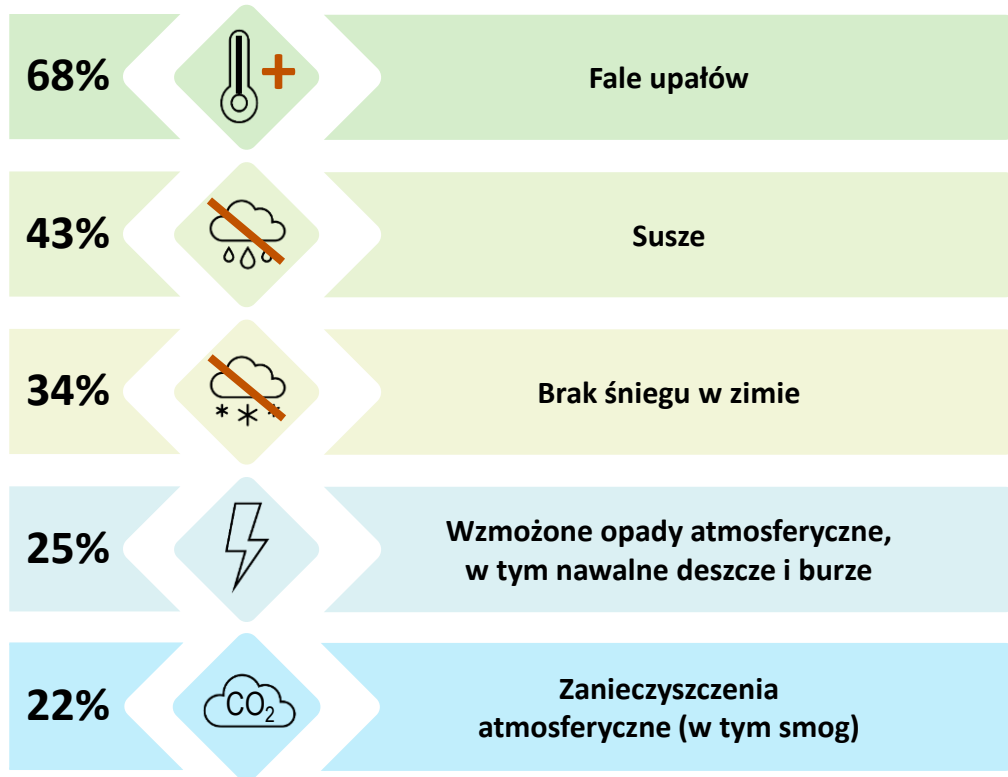 68%
Fale upałów
43%
Susze
34%
Brak śniegu w zimie
25%
Wzmożone opady atmosferyczne,
w tym nawalne deszcze i burze
22%
CO₂
Zanieczyszczenia
atmosferyczne (w tym smog)